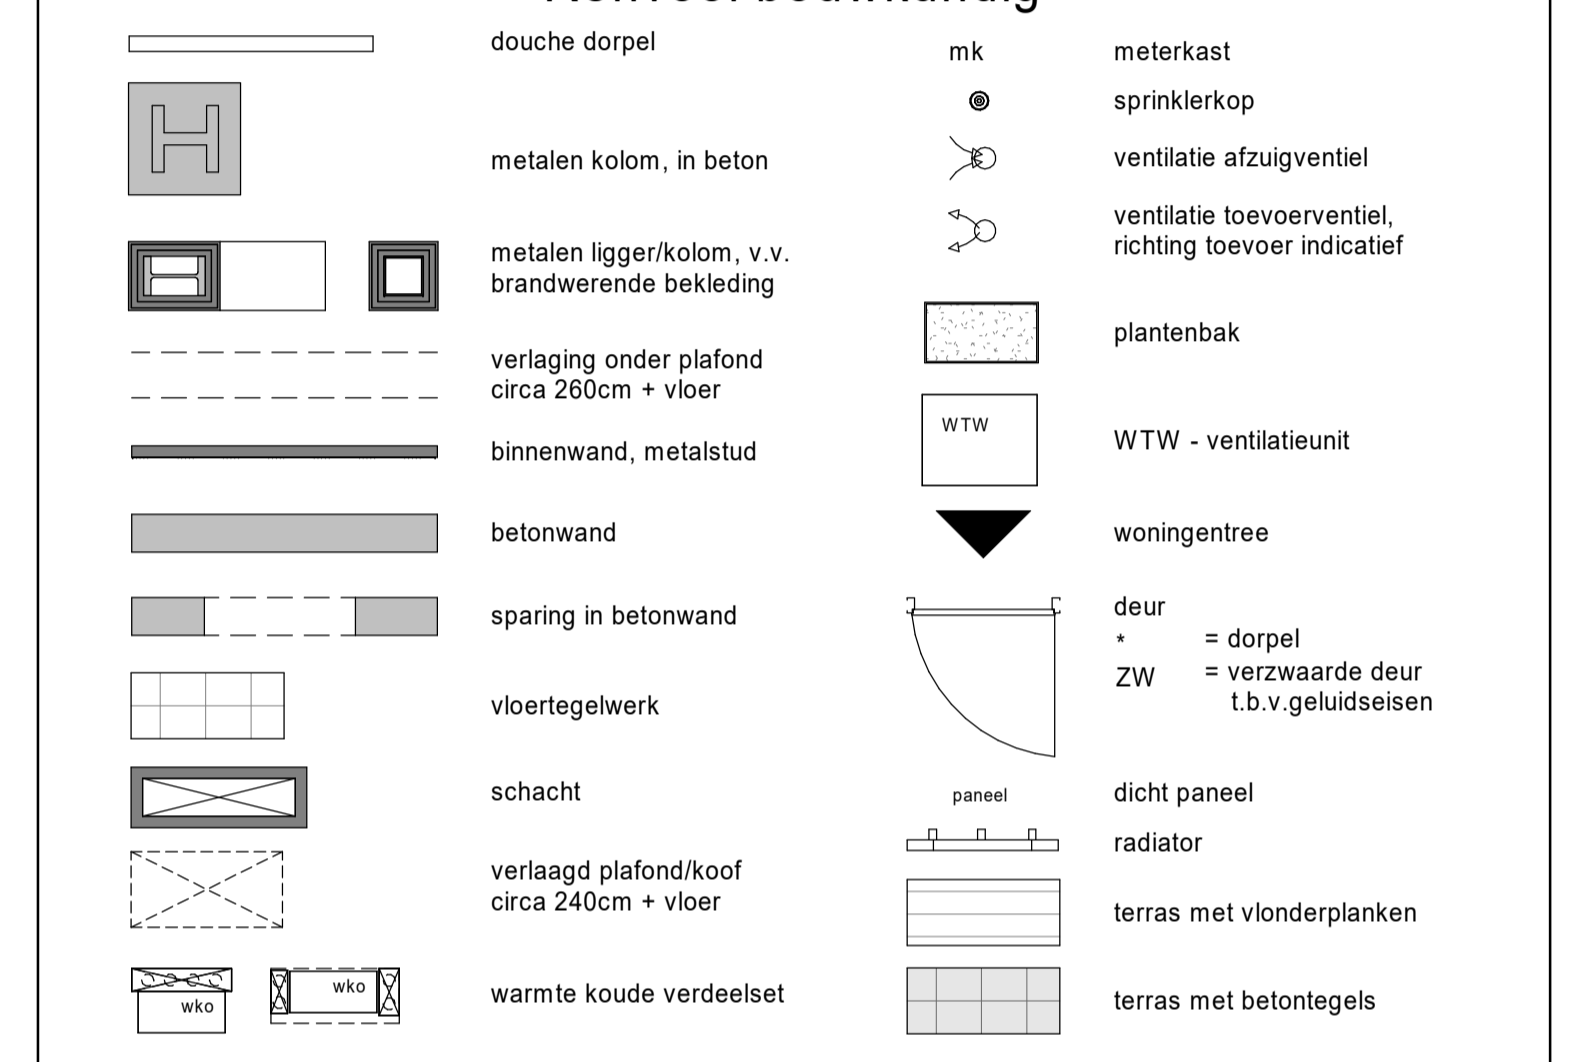 douche dorpel
metalen kolom, in beton
metalen ligger/kolom, v.v.
brandwerende bekleding
verlaging onder plafond
circa 260cm + vloer
binnenwand, metalstud
betonwand
sparing in betonwand
vloertegelwerk
schacht
verlaagd plafond/koof
circa 240cm + vloer
wko
wko
warmte koude verdeelset
mk
meterkast
sprinklerkop
ventilatie afzuigventiel
ventilatie toevoerventiel,
richting toevoer indicatief
plantenbak
WTW
WTW - ventilatieunit
woningentree
deur
* = dorpel
ZW = verzwaarde deur
t.b.v.geluidseisen
paneel
dicht paneel
radiator
terras met vlonderplanken
terras met betontegels